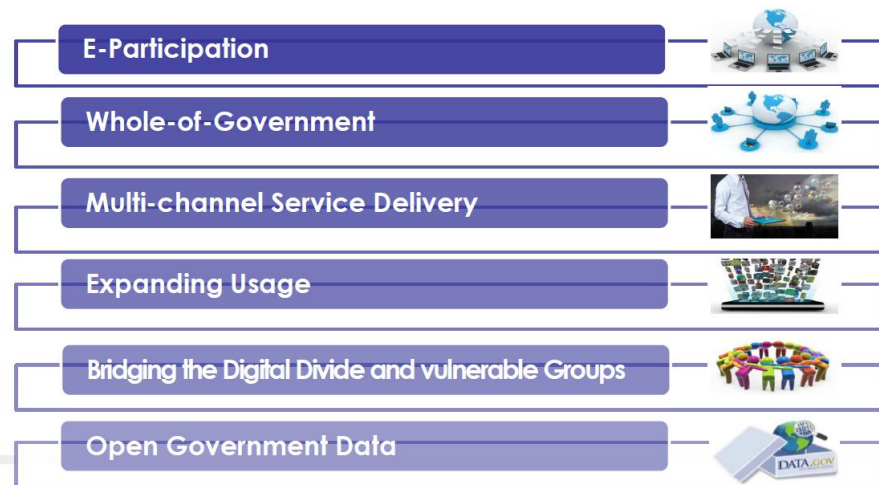 E-Participation
Whole-of-Government
Multi-channel Service Delivery
Expanding Usage
Bridging the Digital Divide and vulnerable Groups
Open Government Data
DATA.GOV